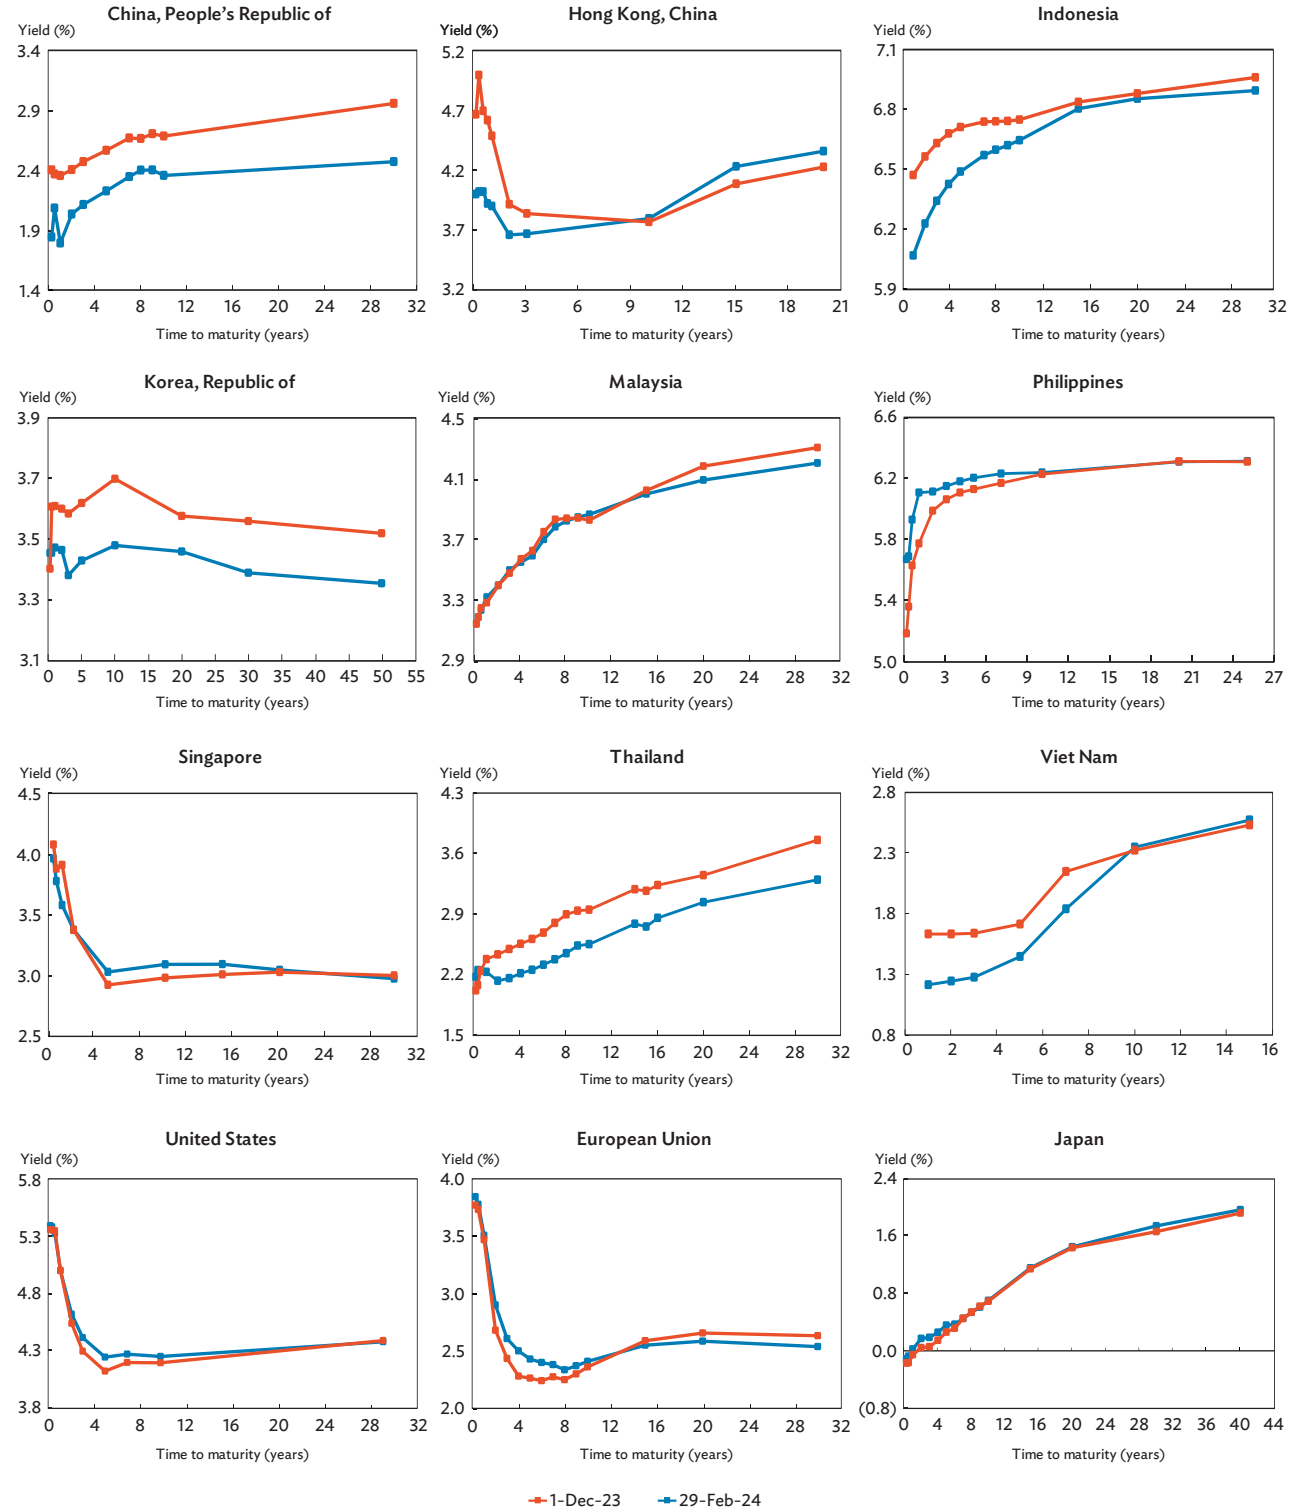 China, People's Republic of
Yield (%)
3.4
2.9
2.4
1.9
1.4
0 4 8 12 16 20 24 28 32
Time to maturity (years)
Hong Kong, China
Yield (%)
5.2
4.7
4.2
3.7
3.2
0 3 6 9 12 15 18 21
Time to maturity (years)
Indonesia
Yield (%)
7.1
6.8
6.5
6.2
5.9
0 4 8 12 16 20 24 28 32
Time to maturity (years)
Korea, Republic of
Yield (%)
3.9
3.7
3.5
3.3
3.1
0 5 10 15 20 25 30 35 40 45 50 55
Time to maturity (years)
Malaysia
Yield (%)
4.5
4.1
3.7
3.3
2.9
0 4 8 12 16 20 24 28 32
Time to maturity (years)
Philippines
Yield (%)
6.6
6.2
5.8
5.4
5.0
0 3 6 9 12 15 18 21 24 27
Time to maturity (years)
Singapore
Yield (%)
4.5
4.0
3.5
3.0
2.5
0 4 8 12 16 20 24 28 32
Time to maturity (years)
Thailand
Yield (%)
4.3
3.6
2.9
2.2
1.5
0 4 8 12 16 20 24 28 32
Time to maturity (years)
Viet Nam
Yield (%)
2.8
2.3
1.8
1.3
0.8
0 2 4 6 8 10 12 14 16
Time to maturity (years)
United States
Yield (%)
5.8
5.3
4.8
4.3
3.8
0 4 8 12 16 20 24 28 32
Time to maturity (years)
European Union
Yield (%)
4.0
3.5
3.0
2.5
2.0
0 4 8 12 16 20 24 28 32
Time to maturity (years)
Japan
Yield (%)
2.4
1.6
0.8
0.0
(0.8)
0 4 8 12 16 20 24 28 32 36 40 44
Time to maturity (years)
1-Dec-23 29-Feb-24